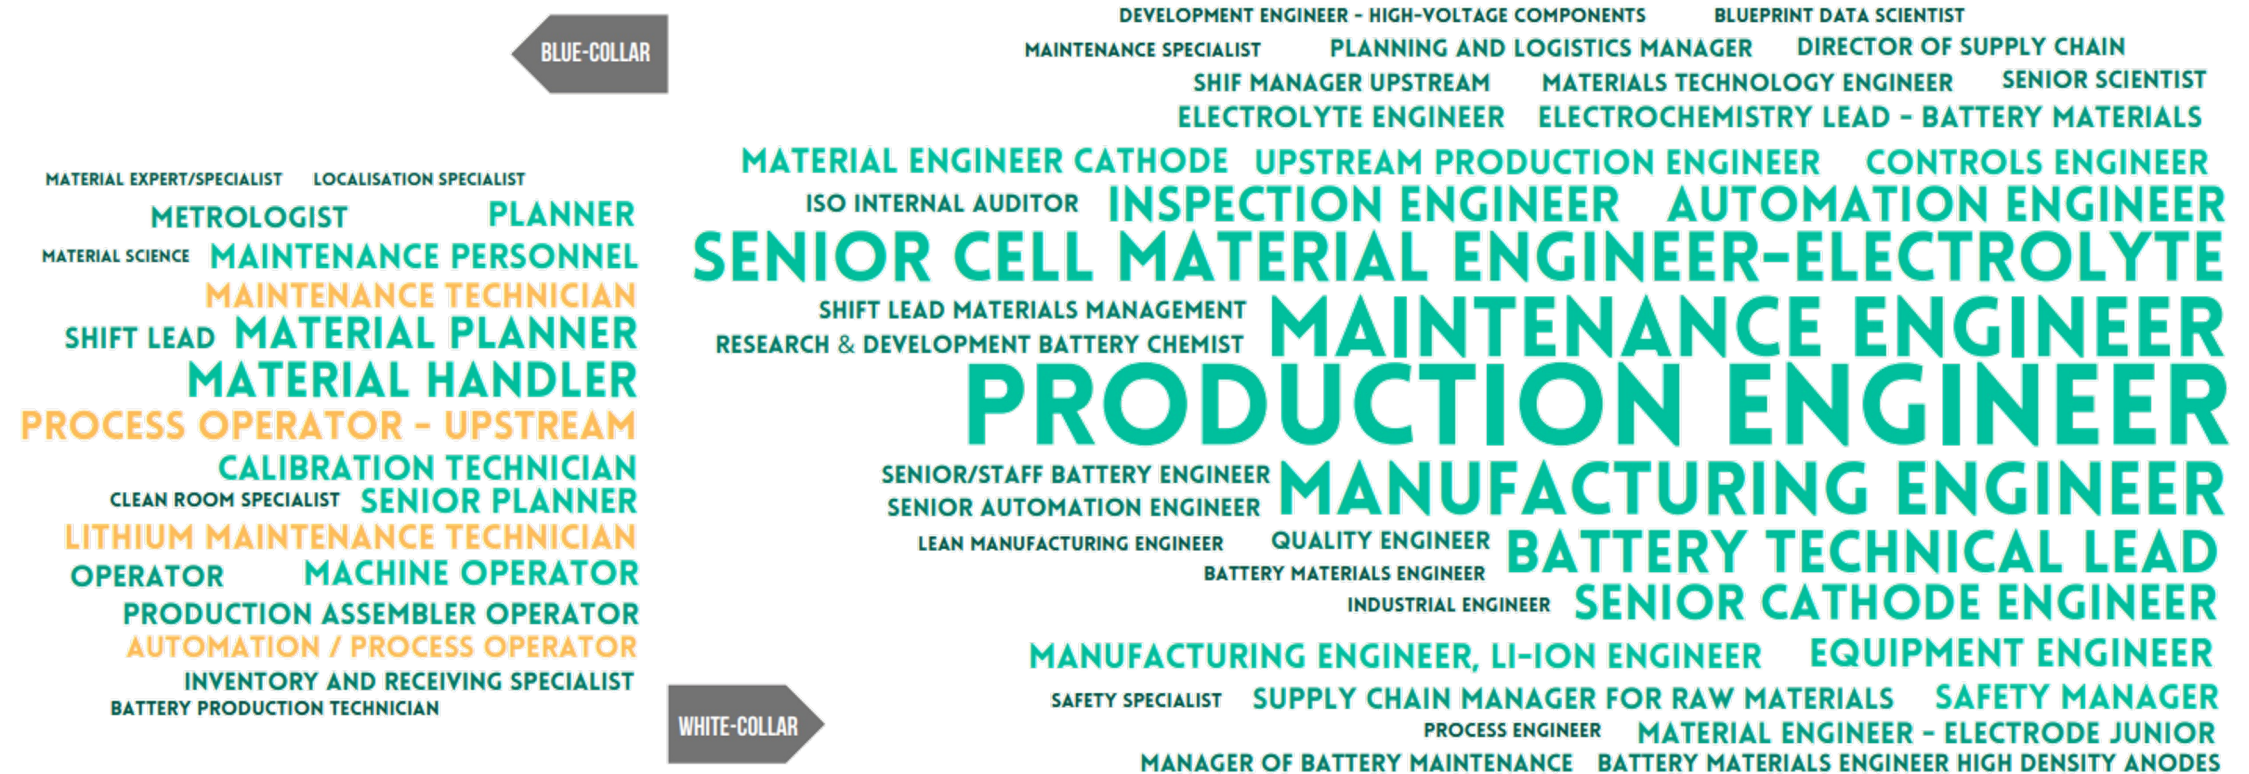 BLUE-COLLAR
MATERIAL EXPERT/SPECIALIST LOCALISATION SPECIALIST
METROLOGIST PLANNER
MATERIAL SCIENCE MAINTENANCE PERSONNEL
MAINTENANCE TECHNICIAN
SHIFT LEAD MATERIAL PLANNER
MATERIAL HANDLER
PROCESS OPERATOR - UPSTREAM
CALIBRATION TECHNICIAN
CLEAN ROOM SPECIALIST SENIOR PLANNER
LITHIUM MAINTENANCE TECHNICIAN
OPERATOR MACHINE OPERATOR
PRODUCTION ASSEMBLER OPERATOR
AUTOMATION / PROCESS OPERATOR
INVENTORY AND RECEIVING SPECIALIST
BATTERY PRODUCTION TECHNICIAN
WHITE-COLLAR
DEVELOPMENT ENGINEER - HIGH-VOLTAGE COMPONENTS BLUEPRINT DATA SCIENTIST
MAINTENANCE SPECIALIST PLANNING AND LOGISTICS MANAGER DIRECTOR OF SUPPLY CHAIN
SHIF MANAGER UPSTREAM MATERIALS TECHNOLOGY ENGINEER SENIOR SCIENTIST
ELECTROLYTE ENGINEER ELECTROCHEMISTRY LEAD - BATTERY MATERIALS
MATERIAL ENGINEER CATHODE UPSTREAM PRODUCTION ENGINEER CONTROLS ENGINEER
ISO INTERNAL AUDITOR INSPECTION ENGINEER AUTOMATION ENGINEER
SENIOR CELL MATERIAL ENGINEER-ELECTROLYTE
SHIFT LEAD MATERIALS MANAGEMENT MAINTENANCE ENGINEER
RESEARCH & DEVELOPMENT BATTERY CHEMIST
PRODUCTION ENGINEER
SENIOR/STAFF BATTERY ENGINEER MANUFACTURING ENGINEER
SENIOR AUTOMATION ENGINEER
LEAN MANUFACTURING ENGINEER QUALITY ENGINEER BATTERY TECHNICAL LEAD
BATTERY MATERIALS ENGINEER
INDUSTRIAL ENGINEER SENIOR CATHODE ENGINEER
MANUFACTURING ENGINEER, LI-ION ENGINEER EQUIPMENT ENGINEER
SAFETY SPECIALIST SUPPLY CHAIN MANAGER FOR RAW MATERIALS SAFETY MANAGER
PROCESS ENGINEER MATERIAL ENGINEER - ELECTRODE JUNIOR
MANAGER OF BATTERY MAINTENANCE BATTERY MATERIALS ENGINEER HIGH DENSITY ANODES